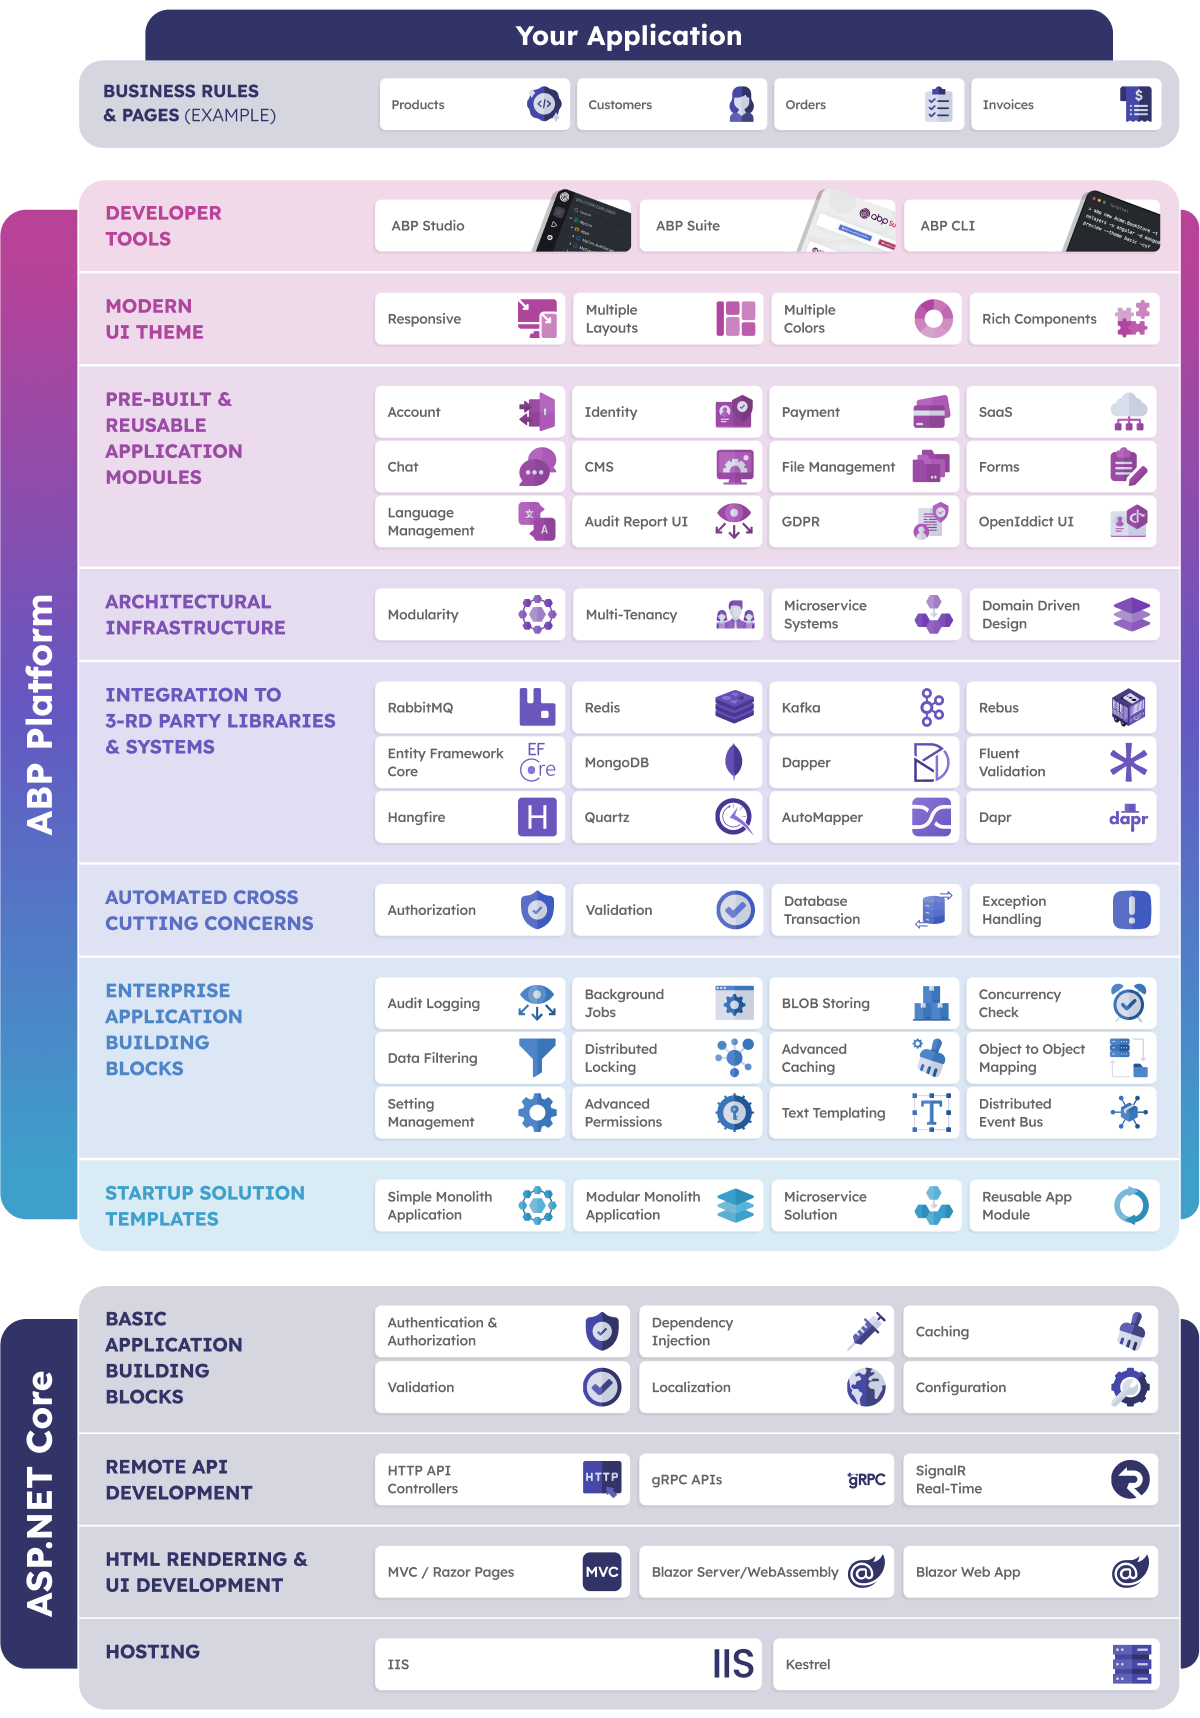 Your Application
BUSINESS RULES
& PAGES (EXAMPLE)
Products
Customers
Orders
Invoices
ABP Platform
DEVELOPER
TOOLS
ABP Studio
ABP Suite
abp Su
ABP CLI
MODERN
UI THEME
Responsive
Multiple
Layouts
Multiple
Colors
Rich Components
PRE-BUILT &
REUSABLE
APPLICATION
MODULES
Account
Identity
Payment
SaaS
Chat
CMS
File Management
Forms
Language
Management
A
Audit Report UI
GDPR
OpenIddict UI
ARCHITECTURAL
INFRASTRUCTURE
Modularity
Multi-Tenancy
Microservice
Systems
Domain Driven
Design
INTEGRATION TO
3-RD PARTY LIBRARIES
& SYSTEMS
RabbitMQ
Redis
Kafka
Rebus
Entity Framework
Core
EF
Core
MongoDB
Dapper
Fluent
Validation
Hangfire
H
Quartz
AutoMapper
Dapr
dapr
AUTOMATED CROSS
CUTTING CONCERNS
Authorization
Validation
Database
Transaction
Exception
Handling
!
ENTERPRISE
APPLICATION
BUILDING
BLOCKS
Audit Logging
Background
Jobs
BLOB Storing
Concurrency
Check
Data Filtering
Distributed
Locking
Advanced
Caching
Object to Object
Mapping
Setting
Management
Advanced
Permissions
Text Templating
T
Distributed
Event Bus
STARTUP SOLUTION
TEMPLATES
Simple Monolith
Application
Modular Monolith
Application
Microservice
Solution
Reusable App
Module
ASP.NET Core
BASIC
APPLICATION
BUILDING
BLOCKS
Authentication &
Authorization
Dependency
Injection
Caching
Validation
Localization
Configuration
REMOTE API
DEVELOPMENT
HTTP API
Controllers
HTTP
gRPC APIs
gRPC
SignalR
Real-Time
HTML RENDERING &
UI DEVELOPMENT
MVC / Razor Pages
MVC
Blazor Server/WebAssembly
@
Blazor Web App
@
HOSTING
IIS
IIS
Kestrel